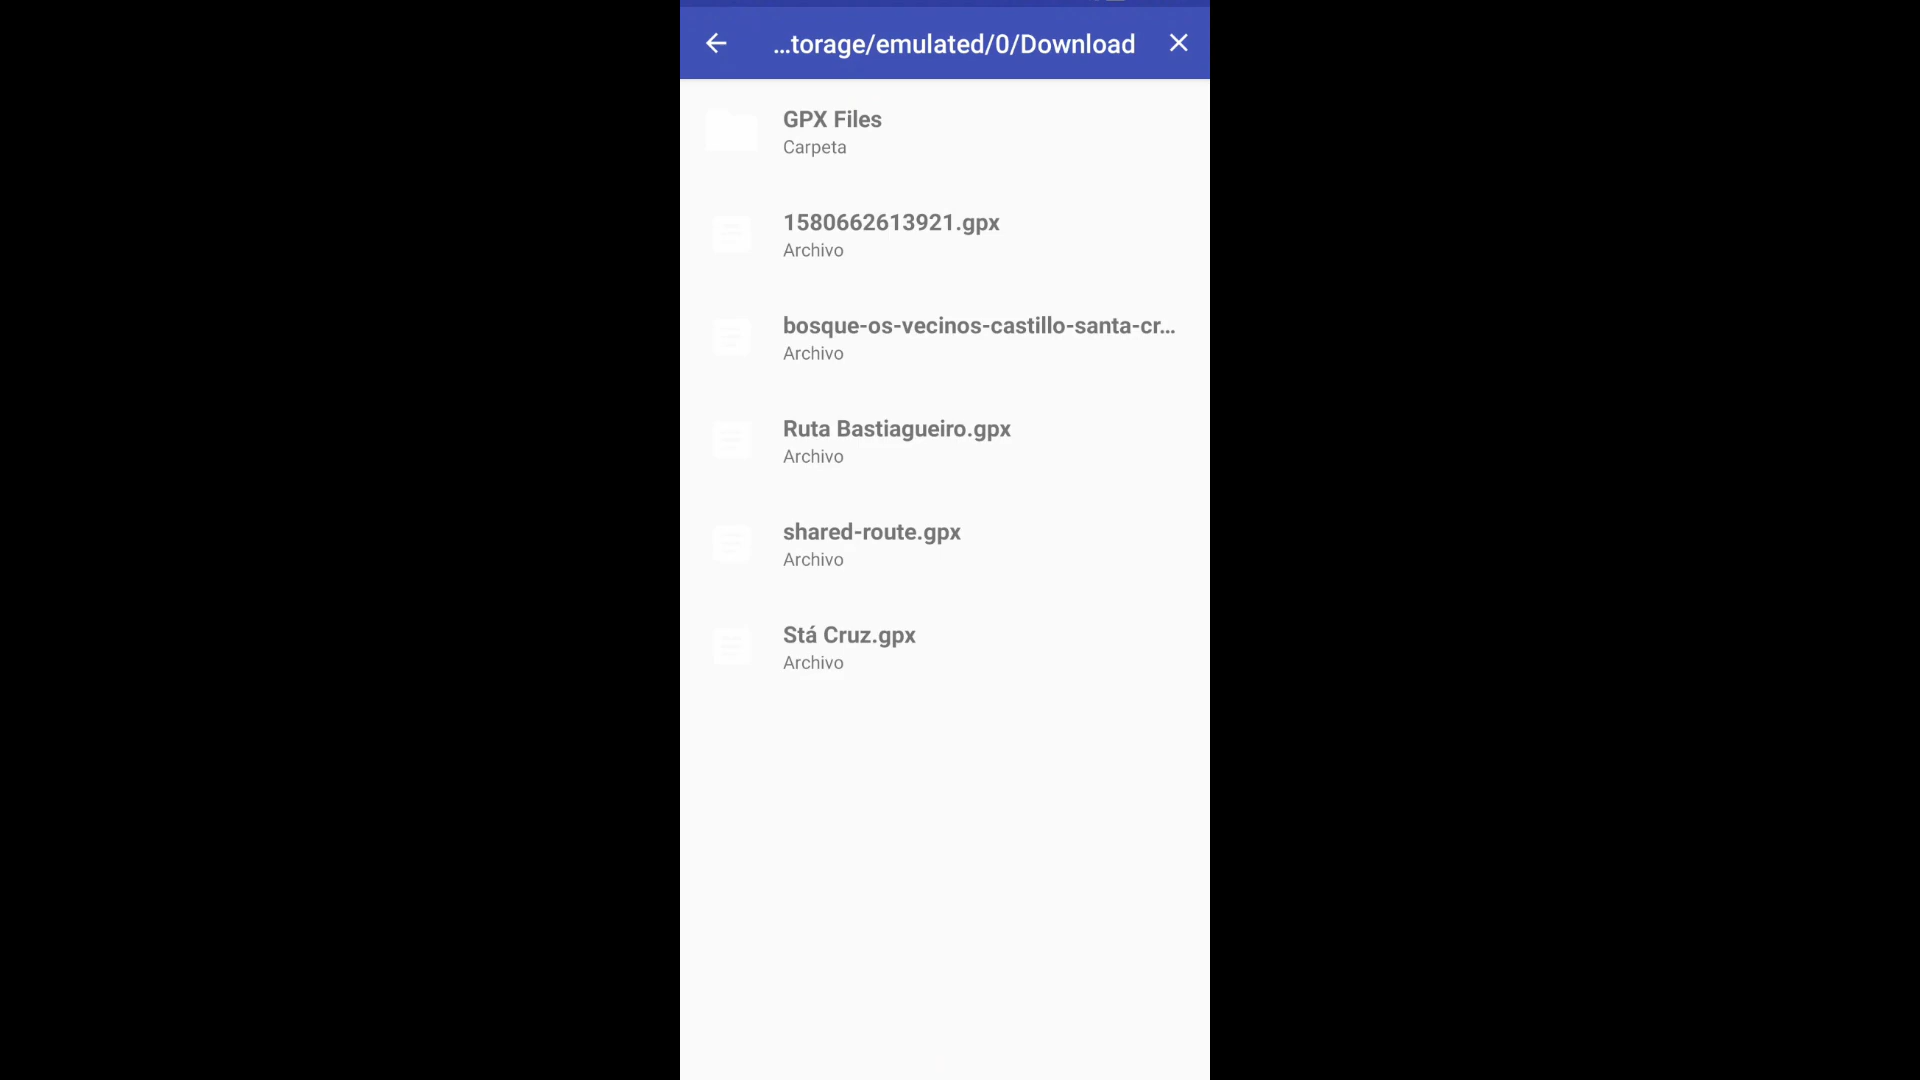 ...torage/emulated/0/Download
GPX Files
Carpeta
1580662613921.gpx
Archivo
bosque-os-vecinos-castillo-santa-cr...
Archivo
Ruta Bastiagueiro.gpx
Archivo
shared-route.gpx
Archivo
Stá Cruz.gpx
Archivo